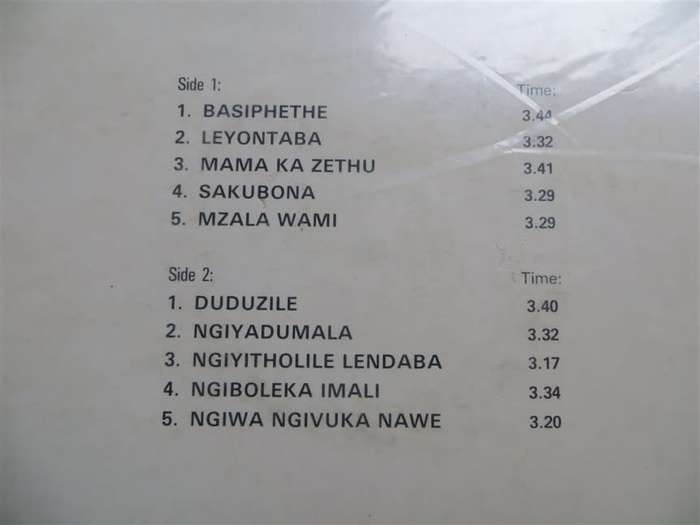 Side 1: Time:
1. BASIPHETHE 3.44
2. LEYONTABA 3.32
3. MAMA KA ZETHU 3.41
4. SAKUBONA 3.29
5. MZALA WAMI 3.29
Side 2: Time:
1. DUDUZILE 3.40
2. NGIYADUMALA 3.32
3. NGIYITHOLILE LENDABA 3.17
4. NGIBOLEKA IMALI 3.34
5. NGIWA NGIVUKA NAWE 3.20